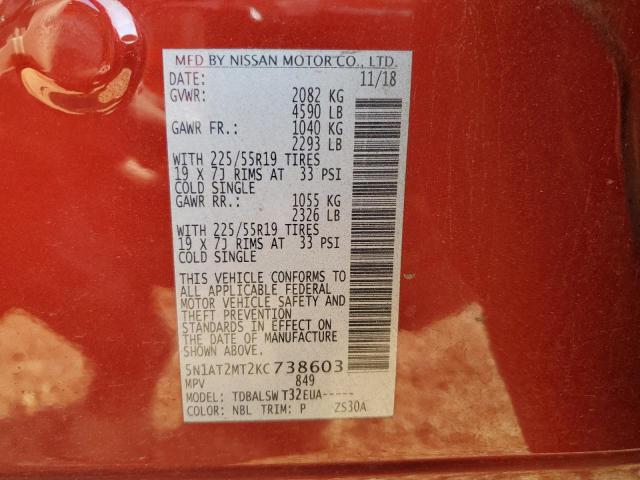 MFD BY NISSAN MOTOR CO., LTD.
DATE: 11/18
GVWR: 2082 KG
4590 LB
GAWR FR.: 1040 KG
2293 LB
WITH 225/55R19 TIRES
19 X 7J RIMS AT 33 PSI
COLD SINGLE
GAWR RR.: 1055 KG
2326 LB
WITH 225/55R19 TIRES
19 X 7J RIMS AT 33 PSI
COLD SINGLE
THIS VEHICLE CONFORMS TO
ALL APPLICABLE FEDERAL
MOTOR VEHICLE SAFETY AND
THEFT PREVENTION
STANDARDS IN EFFECT ON
THE DATE OF MANUFACTURE
SHOWN ABOVE.
5N1AT2MT2KC738603
MPV 849
MODEL: TDBALSW T32EUA-----
COLOR: NBL TRIM: P ZS30A